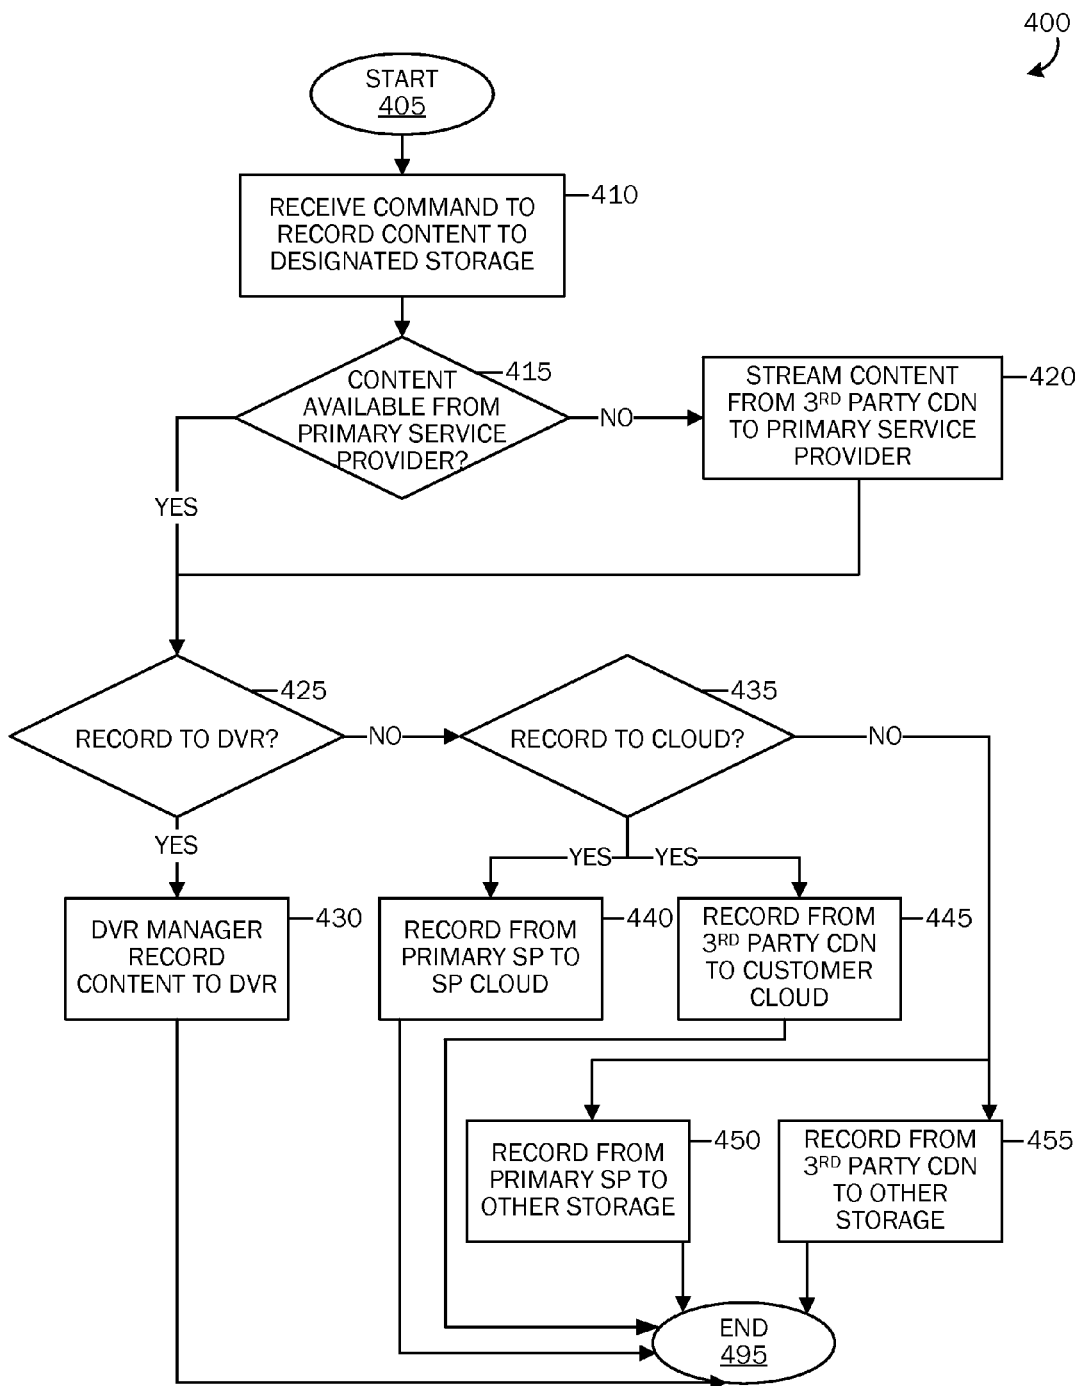 400
START
405
RECEIVE COMMAND TO
RECORD CONTENT TO
DESIGNATED STORAGE
410
CONTENT
AVAILABLE FROM
PRIMARY SERVICE
PROVIDER?
415
NO
STREAM CONTENT
FROM 3RD PARTY CDN
TO PRIMARY SERVICE
PROVIDER
420
YES
RECORD TO DVR?
425
NO
RECORD TO CLOUD?
435
NO
YES
YES
YES
DVR MANAGER
RECORD
CONTENT TO DVR
430
RECORD FROM
PRIMARY SP TO
SP CLOUD
440
RECORD FROM
3RD PARTY CDN
TO CUSTOMER
CLOUD
445
RECORD FROM
PRIMARY SP TO
OTHER STORAGE
450
RECORD FROM
3RD PARTY CDN
TO OTHER
STORAGE
455
END
495